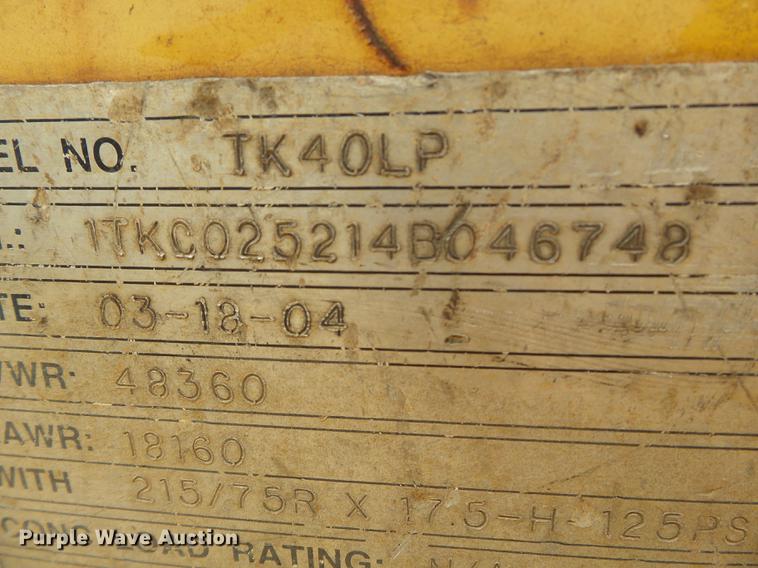 EL NO. TK40LP
.: 1TKC025214B046748
TE: 03-18-04
WR: 48360
AWR: 18160
WITH 215/75R X 17.5-H-125PS
CONG LOAD RATING: N/A
Purple Wave Auction